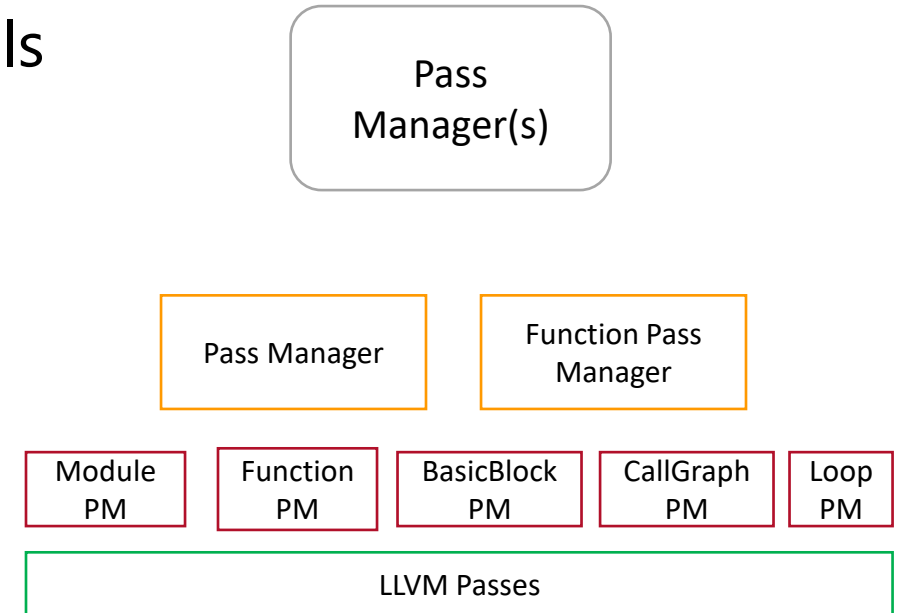 ls
Pass
Manager(s)
Pass Manager
Function Pass
Manager
Module
PM
Function
PM
BasicBlock
PM
CallGraph
PM
Loop
PM
LLVM Passes